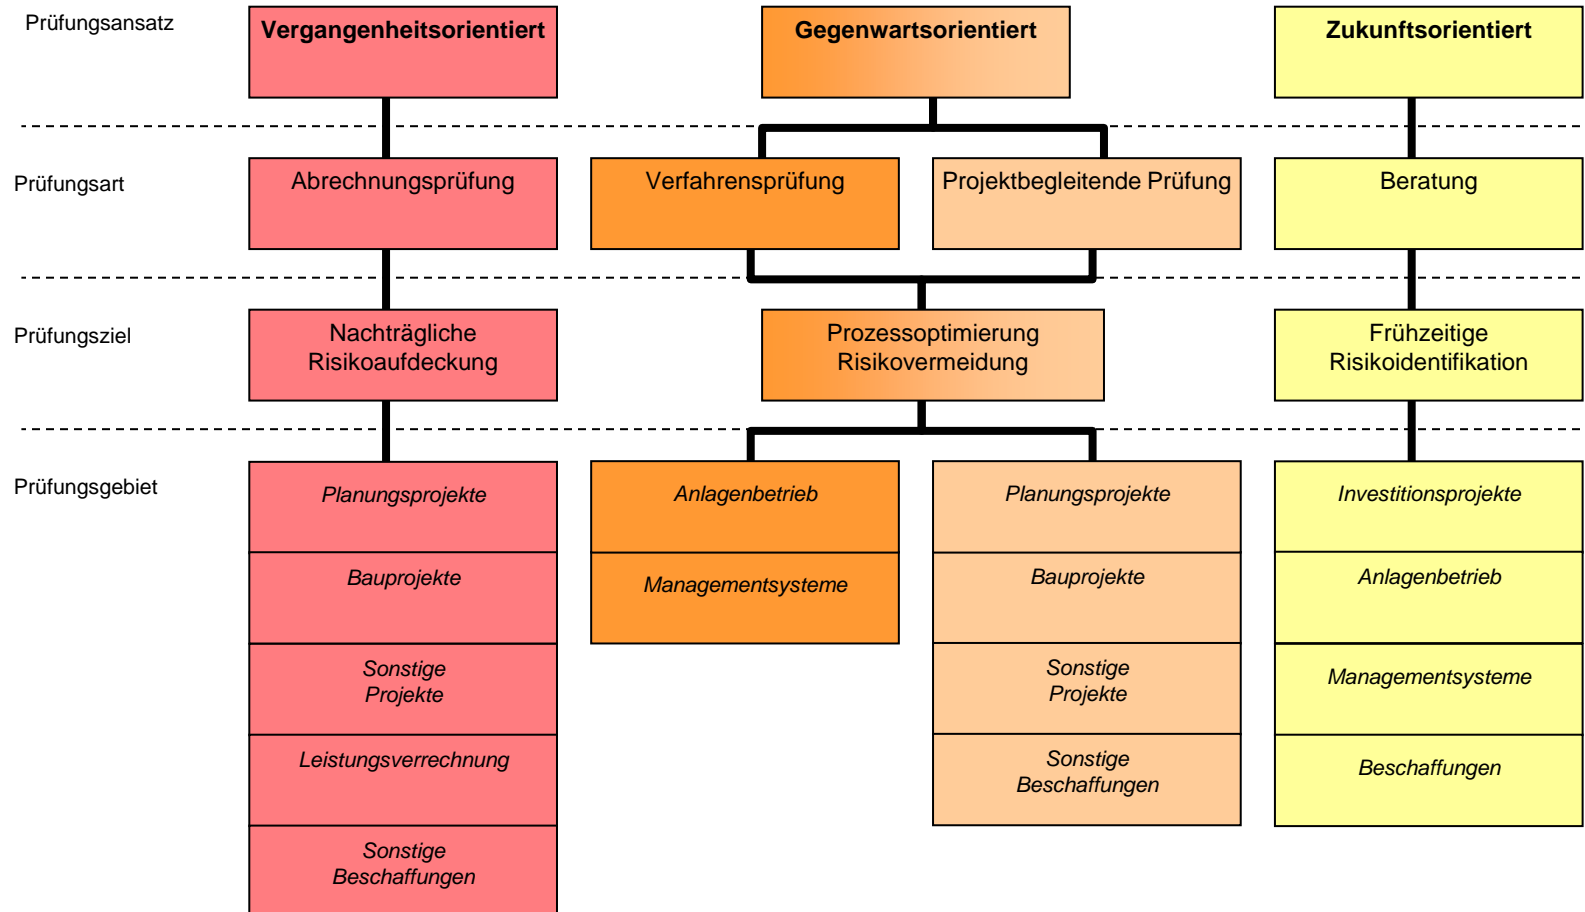 Prüfungsansatz
Vergangenheitsorientiert
Gegenwartsorientiert
Zukunftsorientiert
Prüfungsart
Abrechnungsprüfung
Verfahrensprüfung
Projektbegleitende Prüfung
Beratung
Prüfungsziel
Nachträgliche
Risikoaufdeckung
Prozessoptimierung
Risikovermeidung
Frühzeitige
Risikoidentifikation
Prüfungsgebiet
Planungsprojekte
Bauprojekte
Sonstige
Projekte
Leistungsverrechnung
Sonstige
Beschaffungen
Anlagenbetrieb
Managementsysteme
Planungsprojekte
Bauprojekte
Sonstige
Projekte
Sonstige
Beschaffungen
Investitionsprojekte
Anlagenbetrieb
Managementsysteme
Beschaffungen